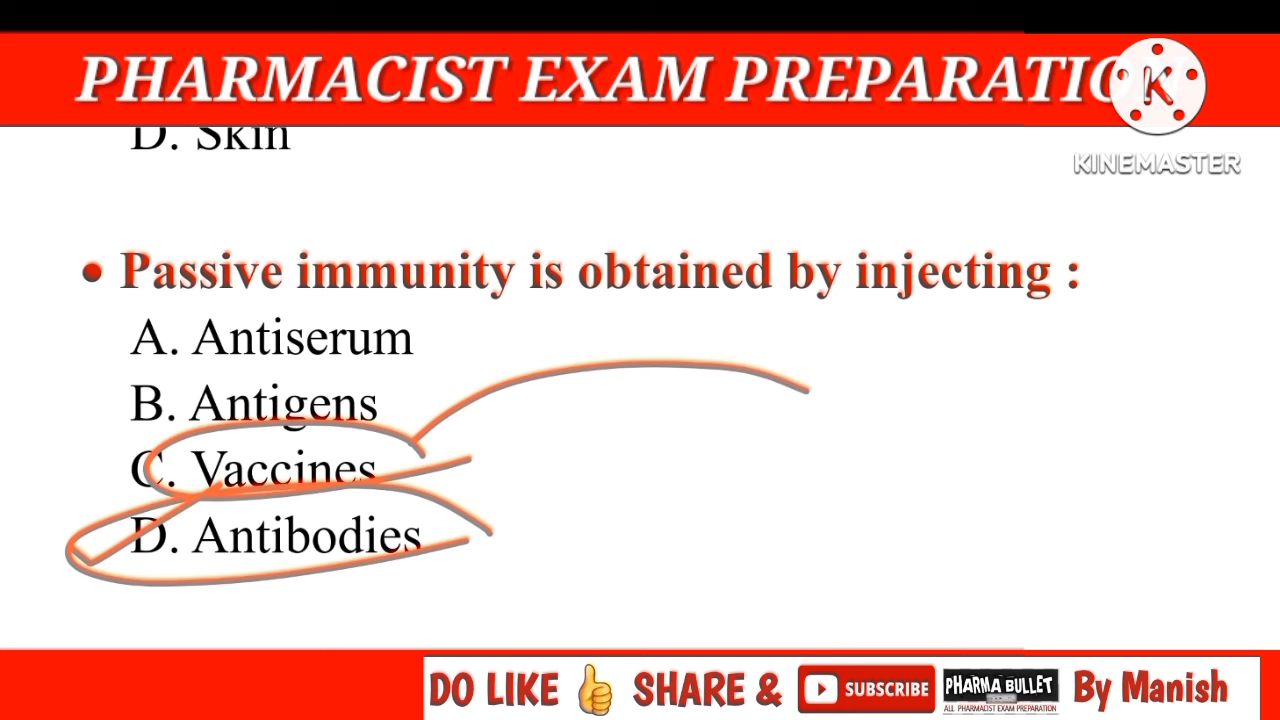 PHARMACIST EXAM PREPARATIO
K
KINEMASTER
D. Skin
• Passive immunity is obtained by injecting :
A. Antiserum
B. Antigens
C. Vaccines
D. Antibodies
DO LIKE 👍 SHARE & SUBSCRIBE PHARMA BULLET By Manish
ALL PHARMACIST EXAM PREPARATION